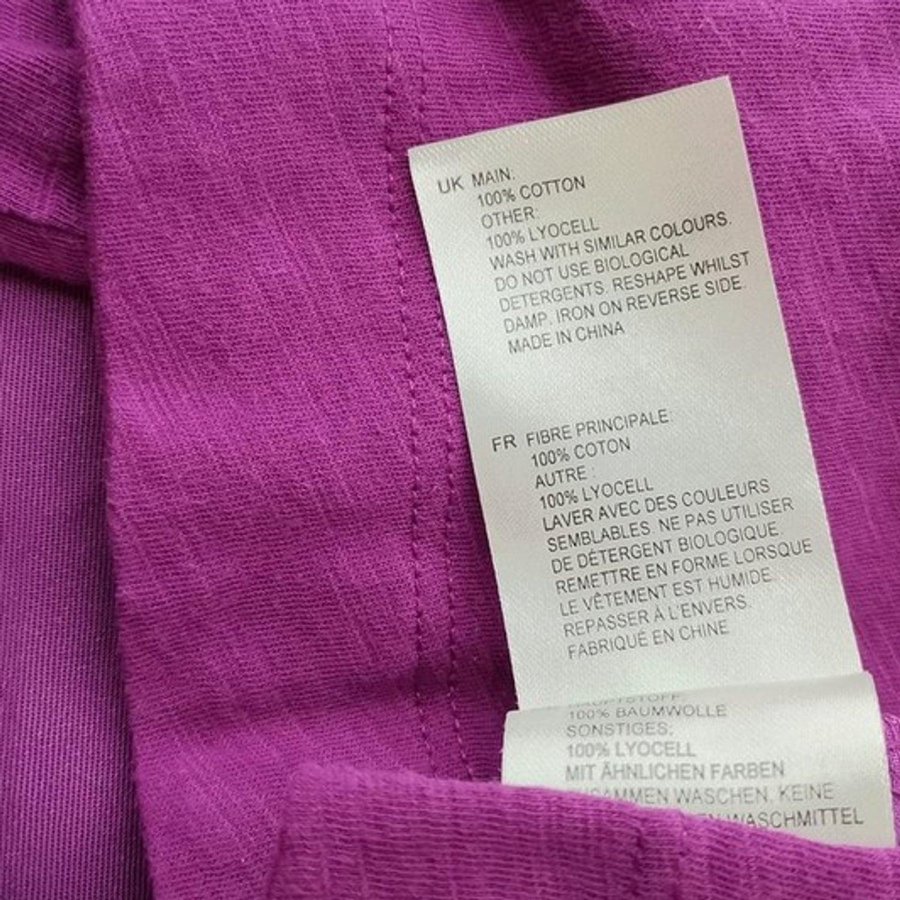 UK MAIN:
100% COTTON
OTHER:
100% LYOCELL
WASH WITH SIMILAR COLOURS.
DO NOT USE BIOLOGICAL
DETERGENTS. RESHAPE WHILST
DAMP. IRON ON REVERSE SIDE.
MADE IN CHINA
FR FIBRE PRINCIPALE:
100% COTON
AUTRE :
100% LYOCELL
LAVER AVEC DES COULEURS
SEMBLABLES. NE PAS UTILISER
DE DÉTERGENT BIOLOGIQUE
REMETTRE EN FORME LORSQUE
LE VÊTEMENT EST HUMIDE.
REPASSER À L'ENVERS.
FABRIQUÉ EN CHINE
100% BAUMWOLLE
SONSTIGES:
100% LYOCELL
MIT ÄHNLICHEN FARBEN
WASCHEN. KEINE
WASCHMITTEL